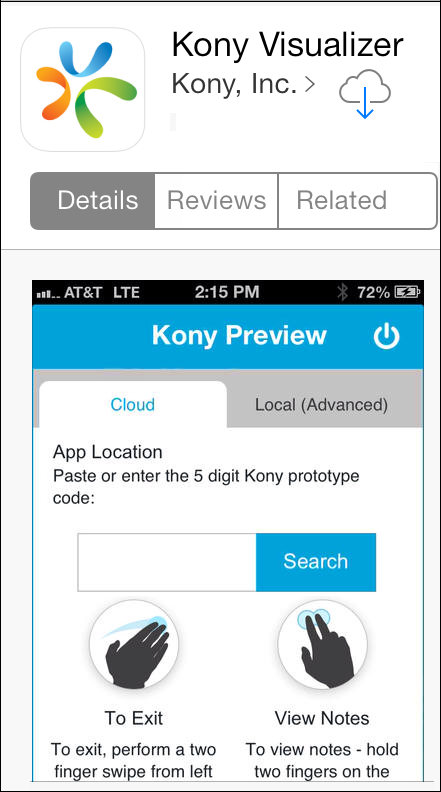 Kony Visualizer
Kony, Inc. >
Details Reviews Related
AT&T LTE 2:15 PM 72%
Kony Preview
Cloud Local (Advanced)
App Location
Paste or enter the 5 digit Kony prototype
code:
Search
To Exit View Notes
To exit, perform a two To view notes - hold
finger swipe from left two fingers on the